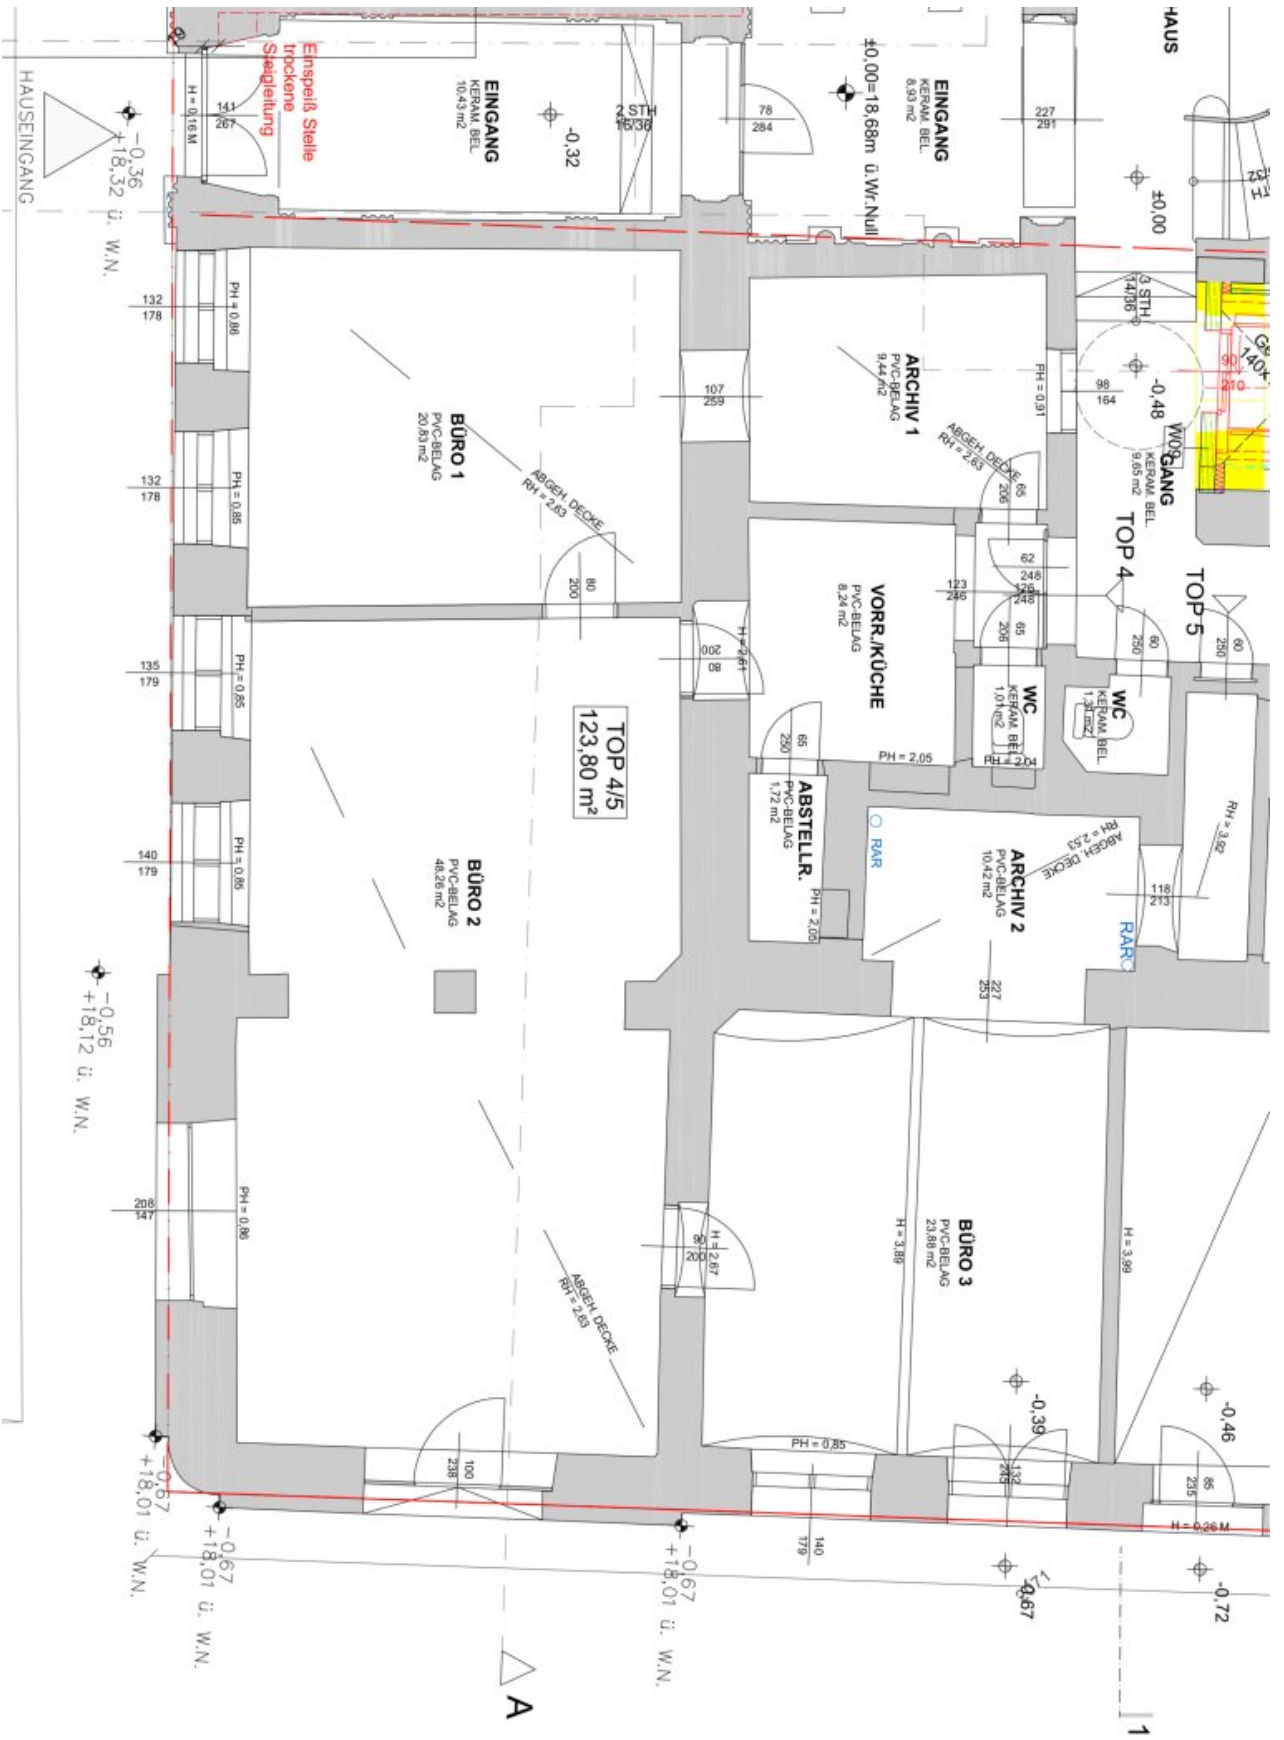 HAUSEINGANG
-0,36
+18,32 ü. W.N.
H = 0,16 M
141
267
Einspeiß Stelle
trockene
Steigleitung
EINGANG
KERAM. BEL.
10,43 m2
-0,32
2 STH
16/36
78
284
±0,00=18,68m ü.Wr.Null
EINGANG
KERAM. BEL.
8,93 m2
227
291
HAUS
±0,00
3 STH
14/36
-0,48
W09
GANG
KERAM. BEL.
9,65 m2
90
210
132
178
PH = 0,86
BÜRO 1
PVC-BELAG
20,83 m2
ABGEH. DECKE
RH = 2,63
107
259
ARCHIV 1
PVC-BELAG
9,44 m2
ABGEH. DECKE
RH = 2,63
PH = 0,91
98
164
65
206
132
178
PH = 0,85
80
200
H = 2,61
80
200
VORR./KÜCHE
PVC-BELAG
8,24 m2
123
246
62
248
248
65
206
TOP 4
TOP 5
60
250
60
250
135
179
PH = 0,85
TOP 4/5
123,80 m²
WC
KERAM. BEL.
1,01 m2
RH = 2,04
WC
KERAM. BEL.
1,31 m2
PH = 2,05
65
250
ABSTELLR.
PVC-BELAG
1,72 m2
PH = 2,05
RAR
ARCHIV 2
PVC-BELAG
10,42 m2
ABGEH. DECKE
RH = 2,53
RH = 3,92
118
213
RAR
227
253
140
179
PH = 0,85
BÜRO 2
PVC-BELAG
48,26 m2
-0,56
+18,12 ü. W.N.
208
147
PH = 0,86
ABGEH. DECKE
RH = 2,63
H = 2,67
90
200
H = 3,89
BÜRO 3
PVC-BELAG
23,88 m2
H = 3,99
100
238
PH = 0,85
140
179
-0,39
132
245
-0,46
85
235
H = 0,26 M
-0,67
+18,01 ü. W.N.
-0,67
+18,01 ü. W.N.
-0,67
+18,01 ü. W.N.
-0,67
-0,72
A
1